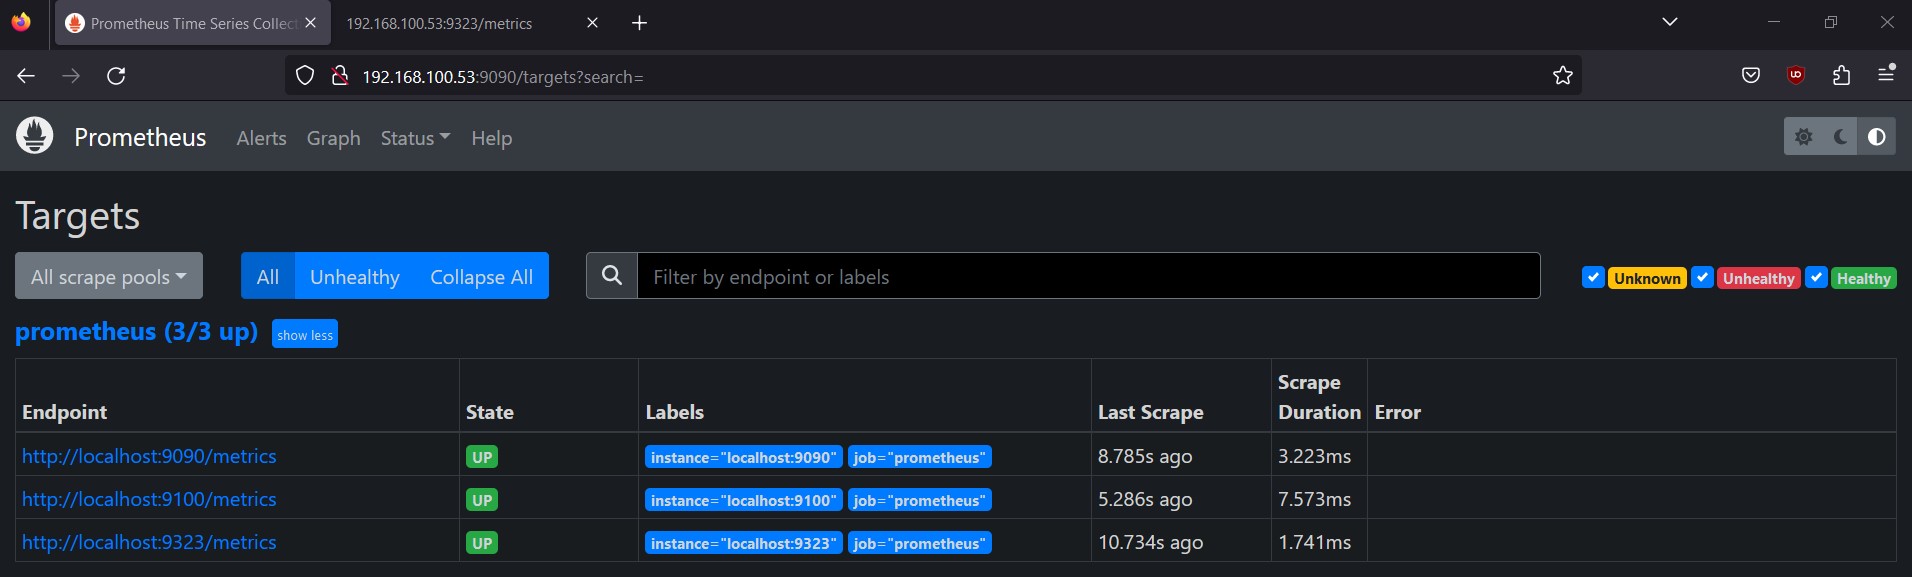 Prometheus Time Series Collect
192.168.100.53:9323/metrics
192.168.100.53:9090/targets?search=
Prometheus Alerts Graph Status Help
Targets
All scrape pools All Unhealthy Collapse All Filter by endpoint or labels Unknown Unhealthy Healthy
prometheus (3/3 up) show less
Endpoint State Labels Last Scrape Scrape Duration Error
http://localhost:9090/metrics UP instance="localhost:9090" job="prometheus" 8.785s ago 3.223ms
http://localhost:9100/metrics UP instance="localhost:9100" job="prometheus" 5.286s ago 7.573ms
http://localhost:9323/metrics UP instance="localhost:9323" job="prometheus" 10.734s ago 1.741ms